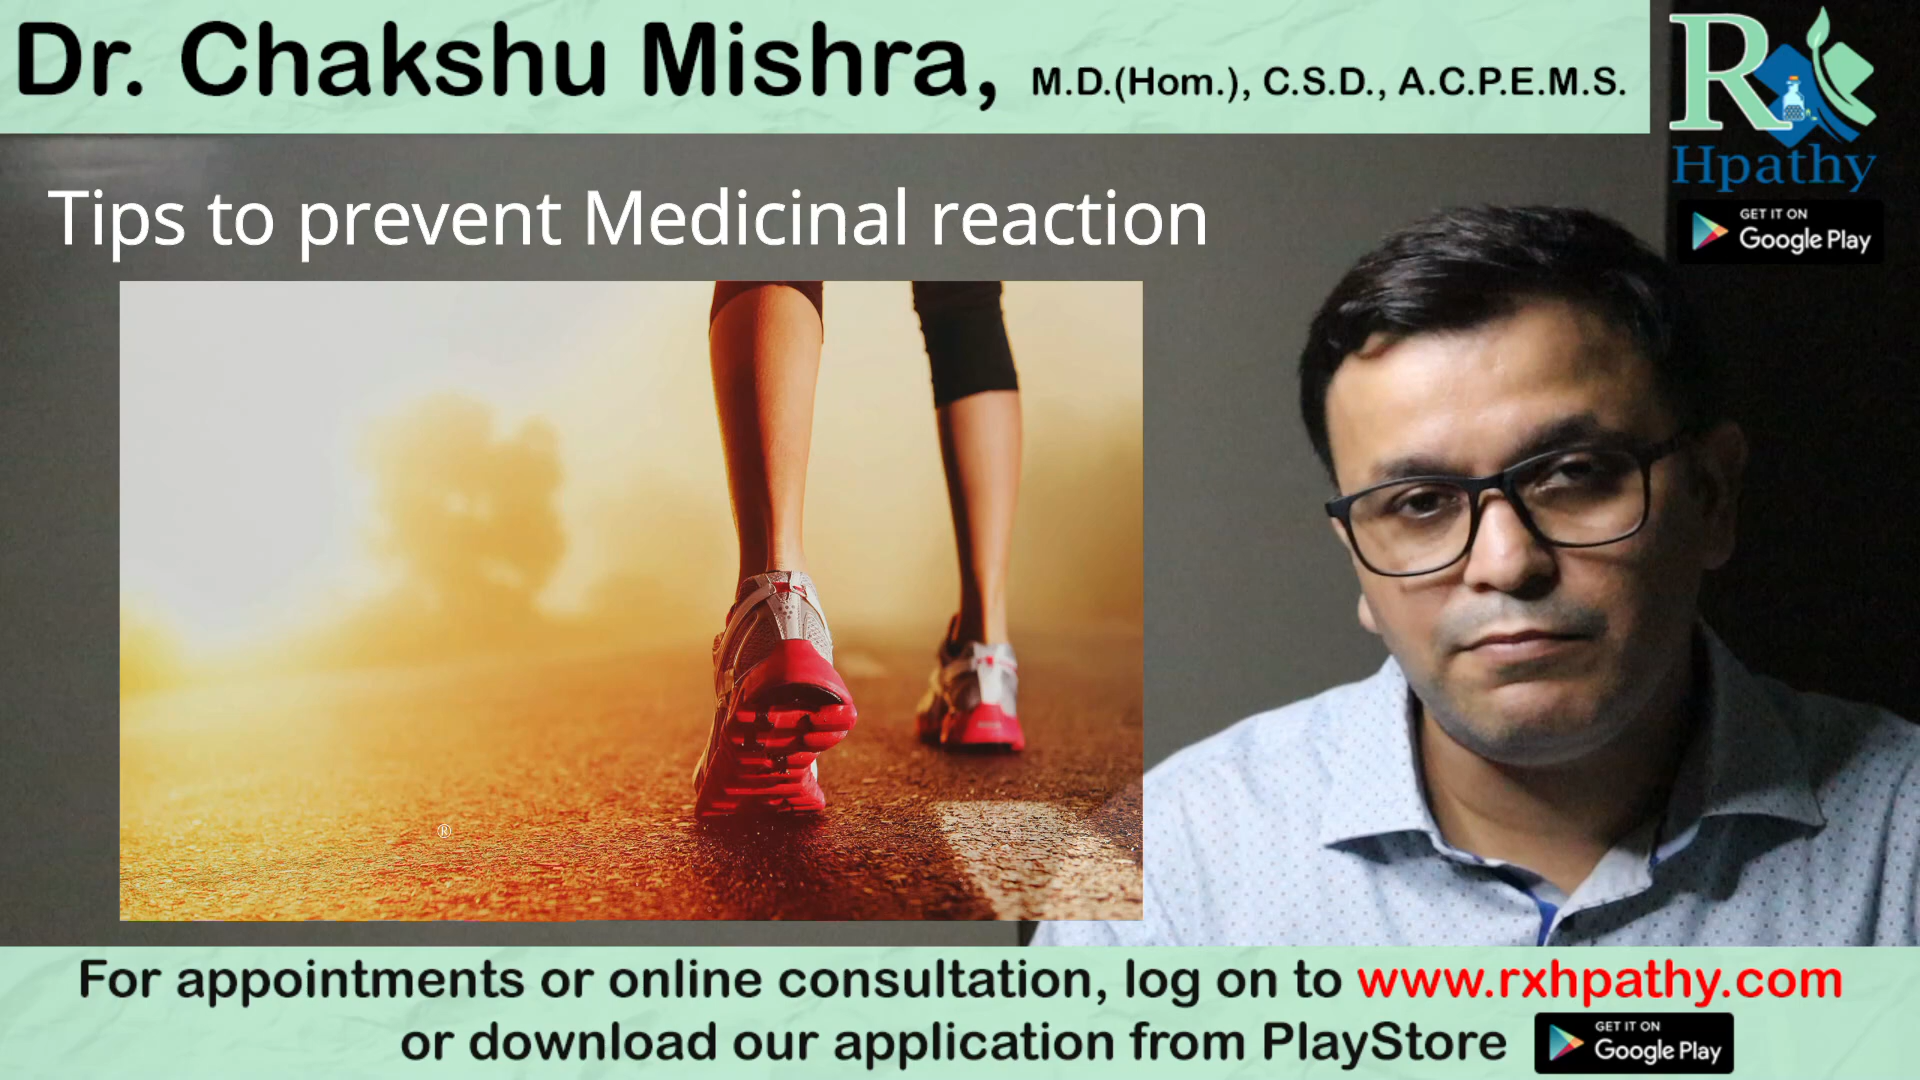 Dr. Chakshu Mishra, M.D.(Hom.), C.S.D., A.C.P.E.M.S.
Rx
Hpathy
GET IT ON
Google Play
Tips to prevent Medicinal reaction
®
For appointments or online consultation, log on to www.rxhpathy.com
or download our application from PlayStore
GET IT ON
Google Play